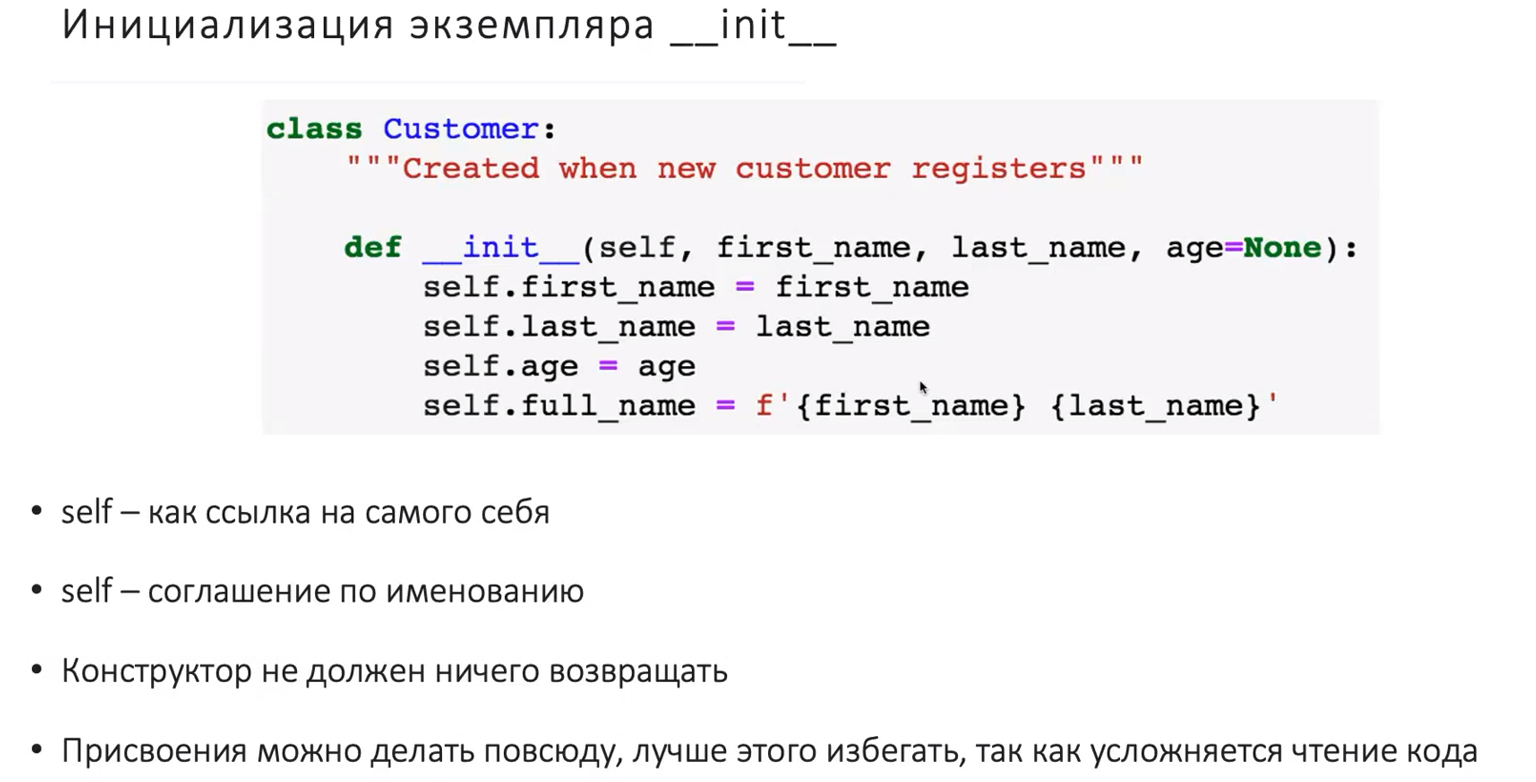 Инициализация экземпляра __init__
class Customer:
    """Created when new customer registers"""
    def __init__(self, first_name, last_name, age=None):
        self.first_name = first_name
        self.last_name = last_name
        self.age = age
        self.full_name = f'{first_name} {last_name}'
• self – как ссылка на самого себя
• self – соглашение по именованию
• Конструктор не должен ничего возвращать
• Присвоения можно делать повсюду, лучше этого избегать, так как усложняется чтение кода